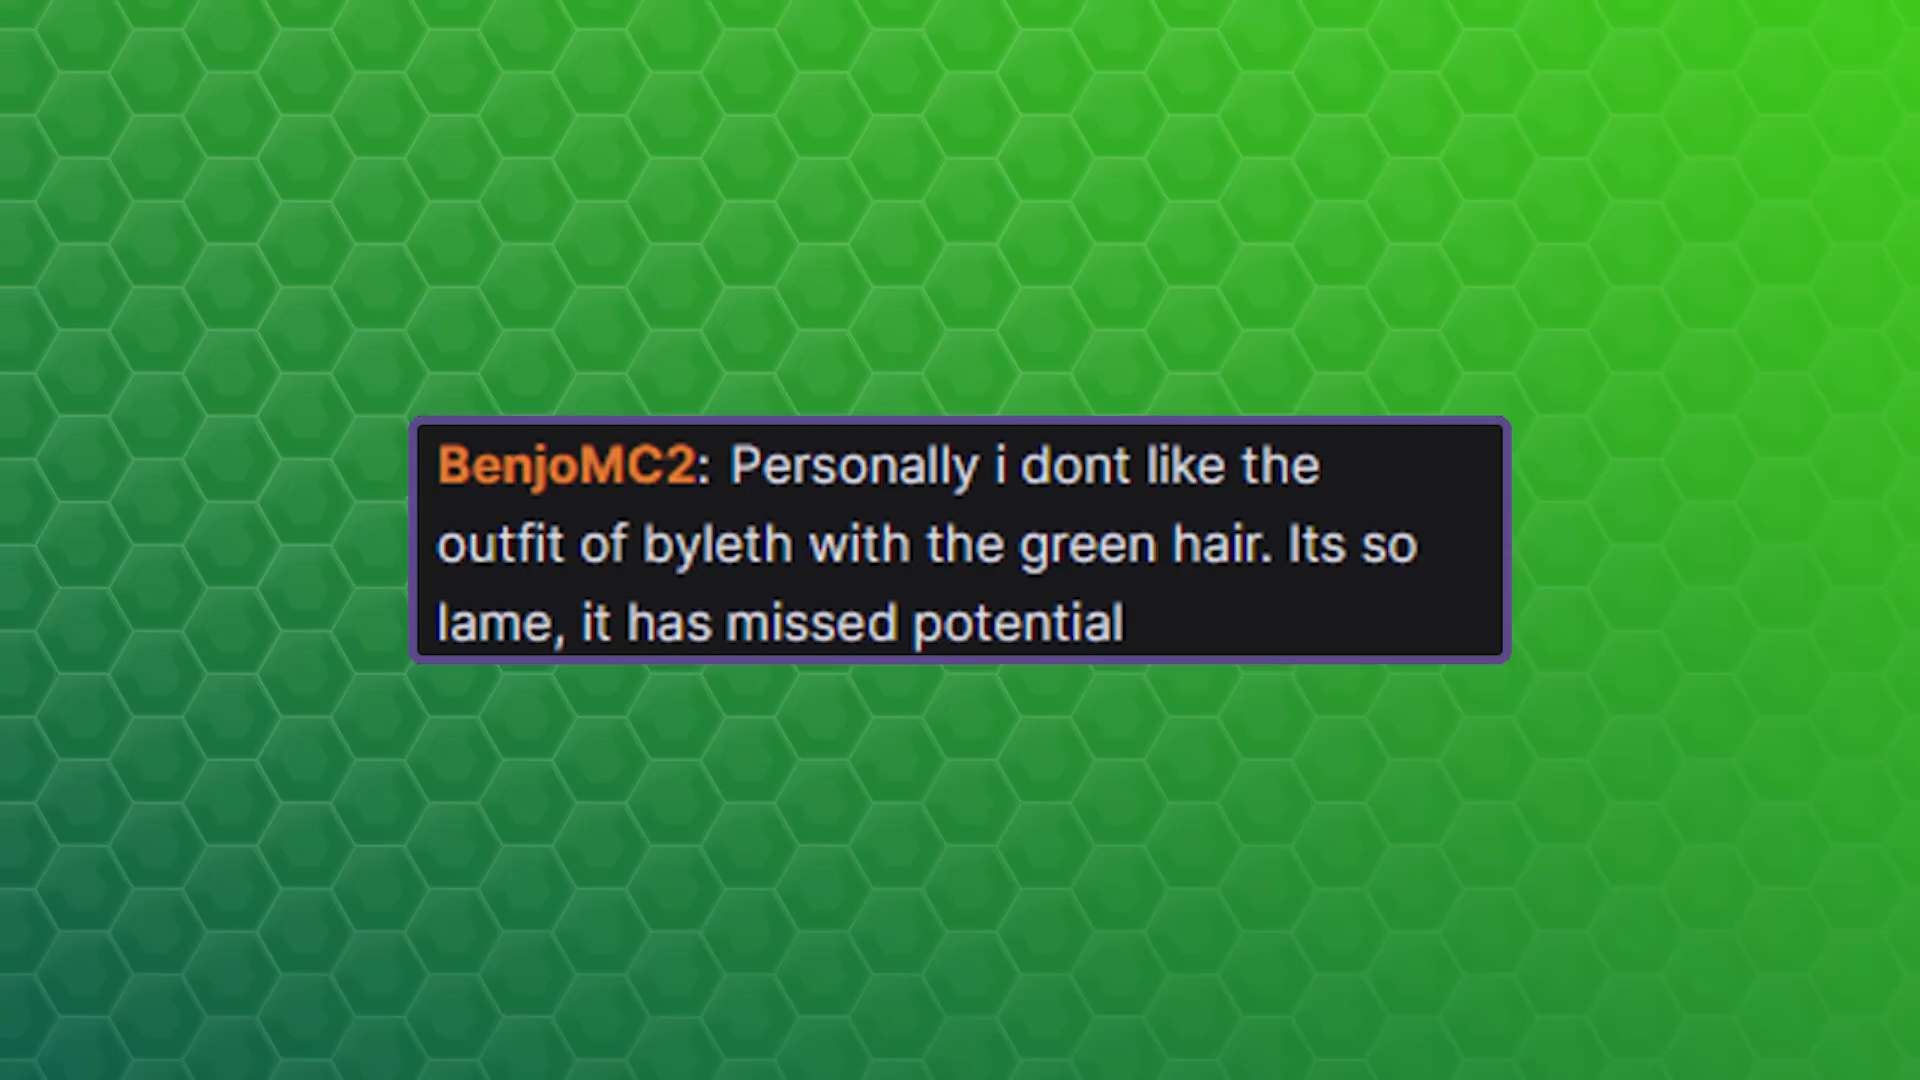 BenjoMC2: Personally i dont like the
outfit of byleth with the green hair. Its so
lame, it has missed potential